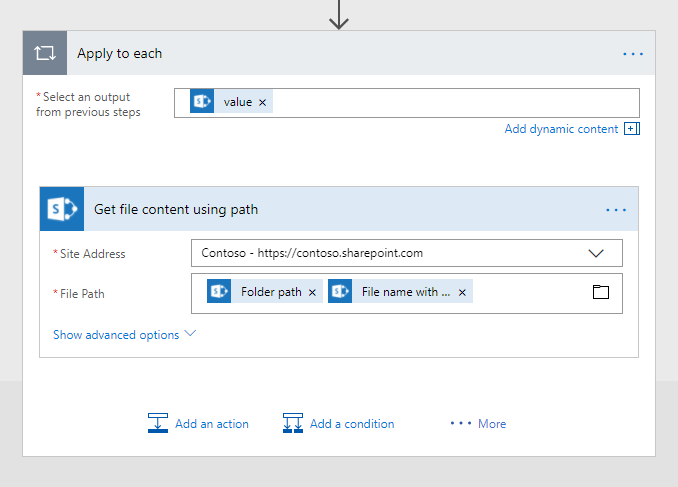 Apply to each
* Select an output
from previous steps
value ×
Add dynamic content
Get file content using path
* Site Address
Contoso - https://contoso.sharepoint.com
* File Path
Folder path × File name with ... ×
Show advanced options
Add an action Add a condition ··· More